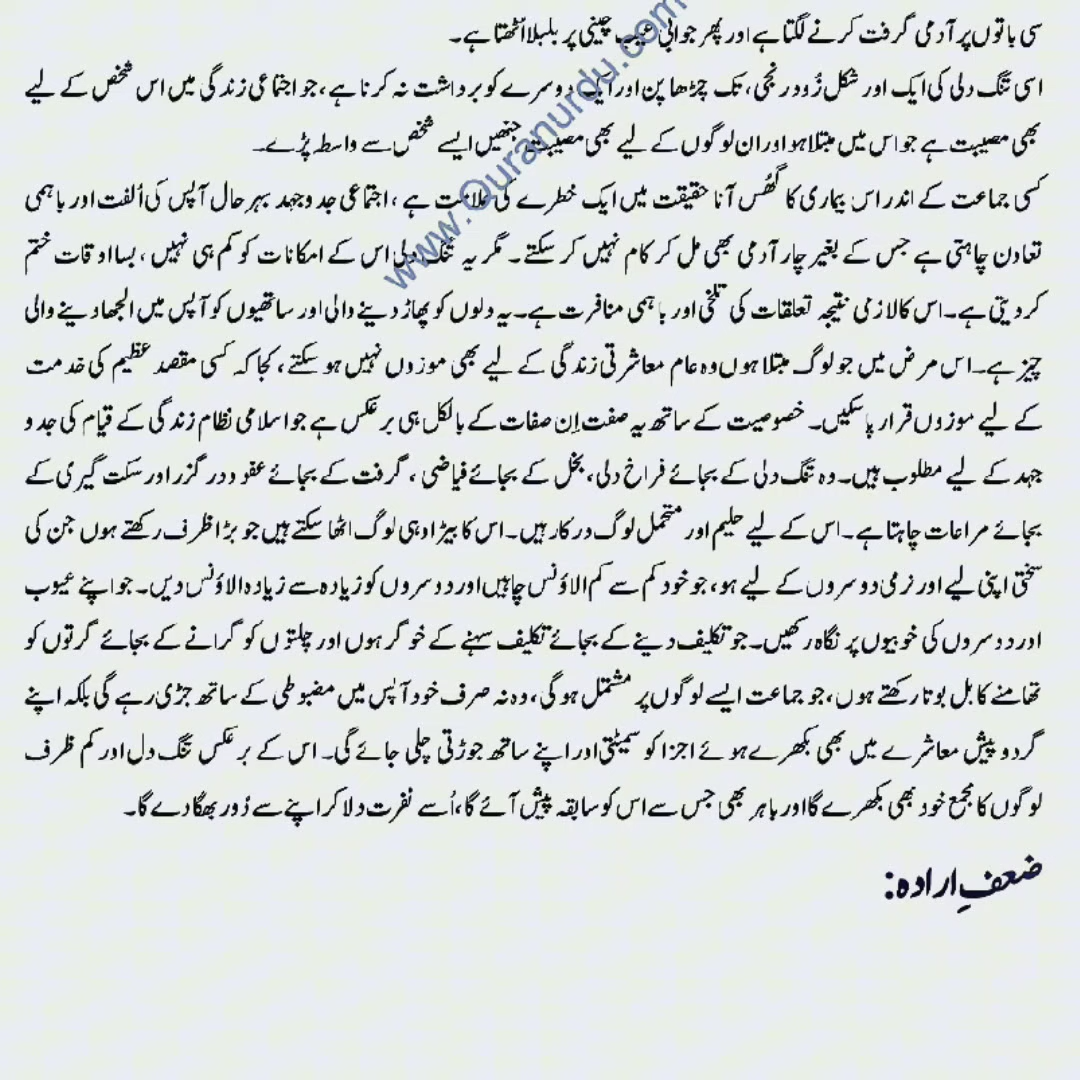 سی باتوں پر آدمی گرفت کرنے لگتا ہے اور پھر جوابی عیب چینی پر بلبلا اُٹھتا ہے۔
اسی تنگ دلی کی ایک اور شکل زُود رنجی، تک چڑھا پن اور ایک دوسرے کو برداشت نہ کرنا ہے، جو اجتماعی زندگی میں اس شخص کے لیے
بھی مصیبت ہے جو اس میں مبتلا ہو اور ان لوگوں کے لیے بھی مصیبت جنھیں ایسے شخص سے واسطہ پڑے۔
کسی جماعت کے اندر اس بیماری کا گھُس آنا حقیقت میں ایک خطرے کی علامت ہے، اجتماعی جدوجہد بہرحال آپس کی اُلفت اور باہمی
تعاون چاہتی ہے جس کے بغیر چار آدمی بھی مل کر کام نہیں کر سکتے۔ مگر یہ تنگ دلی اس کے امکانات کو کم ہی نہیں، بسا اوقات ختم
کر دیتی ہے۔ اس کا لازمی نتیجہ تعلقات کی تلخی اور باہمی منافرت ہے۔ یہ دلوں کو پھاڑ دینے والی اور ساتھیوں کو آپس میں الجھا دینے والی
چیز ہے۔ اس مرض میں جو لوگ مبتلا ہوں وہ عام معاشرتی زندگی کے لیے بھی موزوں نہیں ہو سکتے، کجا کہ کسی مقصد عظیم کی خدمت
کے لیے موزوں قرار پا سکیں۔ خصوصیت کے ساتھ یہ صفت اِن صفات کے بالکل ہی برعکس ہے جو اسلامی نظام زندگی کے قیام کی جدو
جہد کے لیے مطلوب ہیں۔ وہ تنگ دلی کے بجائے فراخ دلی، بخل کے بجائے فیاضی، گرفت کے بجائے عفو و درگزر اور سکت گیری کے
بجائے مراعات چاہتا ہے۔ اس کے لیے حلیم اور متحمل لوگ درکار ہیں۔ اس کا بیڑا وہی لوگ اٹھا سکتے ہیں جو بڑا ظرف رکھتے ہوں جن کی
سختی اپنی لیے اور نرمی دوسروں کے لیے ہو، جو خود کم سے کم الاؤنس چاہیں اور دوسروں کو زیادہ سے زیادہ الاؤنس دیں۔ جو اپنے عیوب
اور دوسروں کی خوبیوں پر نگاہ رکھیں۔ جو تکلیف دینے کے بجائے تکلیف سہنے کے خوگر ہوں اور چلتوں کو گرانے کے بجائے گرتوں کو
تھامنے کا بل بوتا رکھتے ہوں، جو جماعت ایسے لوگوں پر مشتمل ہوگی، وہ نہ صرف خود آپس میں مضبوطی کے ساتھ جڑی رہے گی بلکہ اپنے
گرد و پیش معاشرے میں بھی بکھرے ہوئے اجزا کو سمیٹتی اور اپنے ساتھ جوڑتی چلی جائے گی۔ اس کے برعکس تنگ دل اور کم ظرف
لوگوں کا مجمع خود بھی بکھرے گا اور باہر بھی جس سے اس کو سابقہ پیش آئے گا، اُسے نفرت دلا کر اپنے سے دُور بھگا دے گا۔
ضعفِ ارادہ:
www.Quranurdu.com